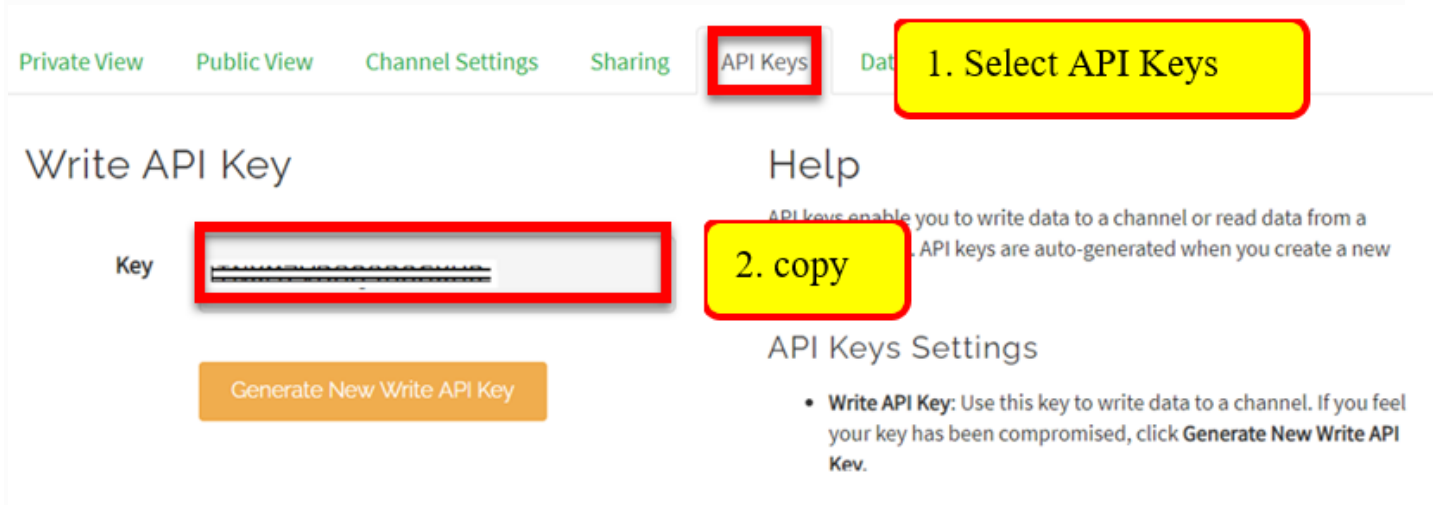 Private View Public View Channel Settings Sharing API Keys
1. Select API Keys
Write API Key
Help
API keys enable you to write data to a channel or read data from a
Key
2. copy
API keys are auto-generated when you create a new
API Keys Settings
Generate New Write API Key
• Write API Key: Use this key to write data to a channel. If you feel
your key has been compromised, click Generate New Write API
Key.